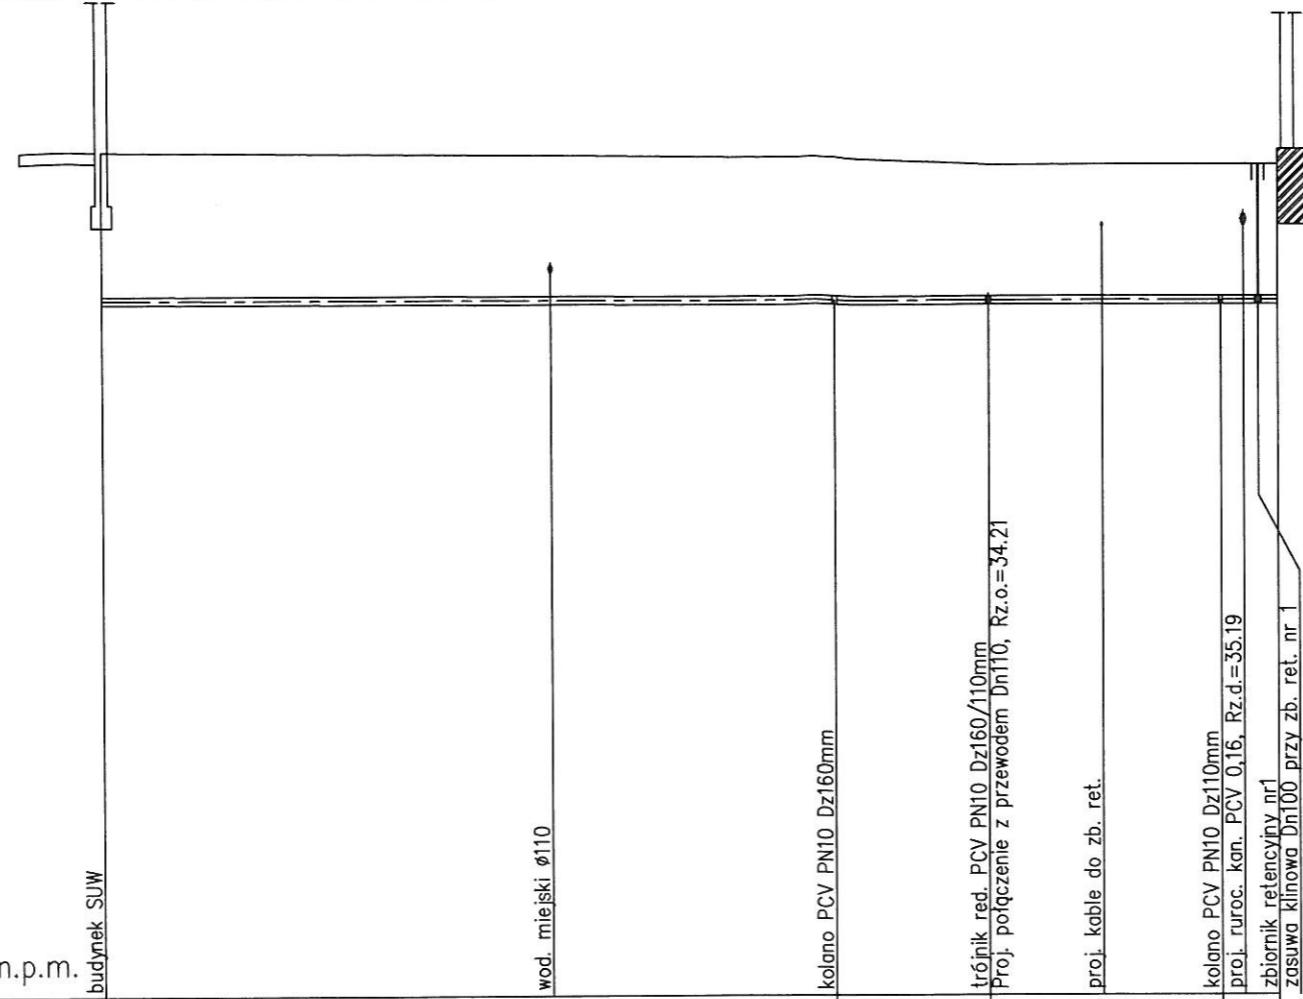 n.p.m.
budynek SUW
wod. miejski ø110
kolano PCV PN10 Dz160mm
trójnik red. PCV PN10 Dz160/110mm
Proj. połączenie z przewodem Dn110, Rz.o.=34.21
proj. kable do zb. ret.
kolano PCV PN10 Dz110mm
proj. ruroc. kan. PCV 0,16, Rz.d.=35.19
zbiornik retencyjny nr1
zasuwa klinowa Dn100 przy zb. ret. nr 1